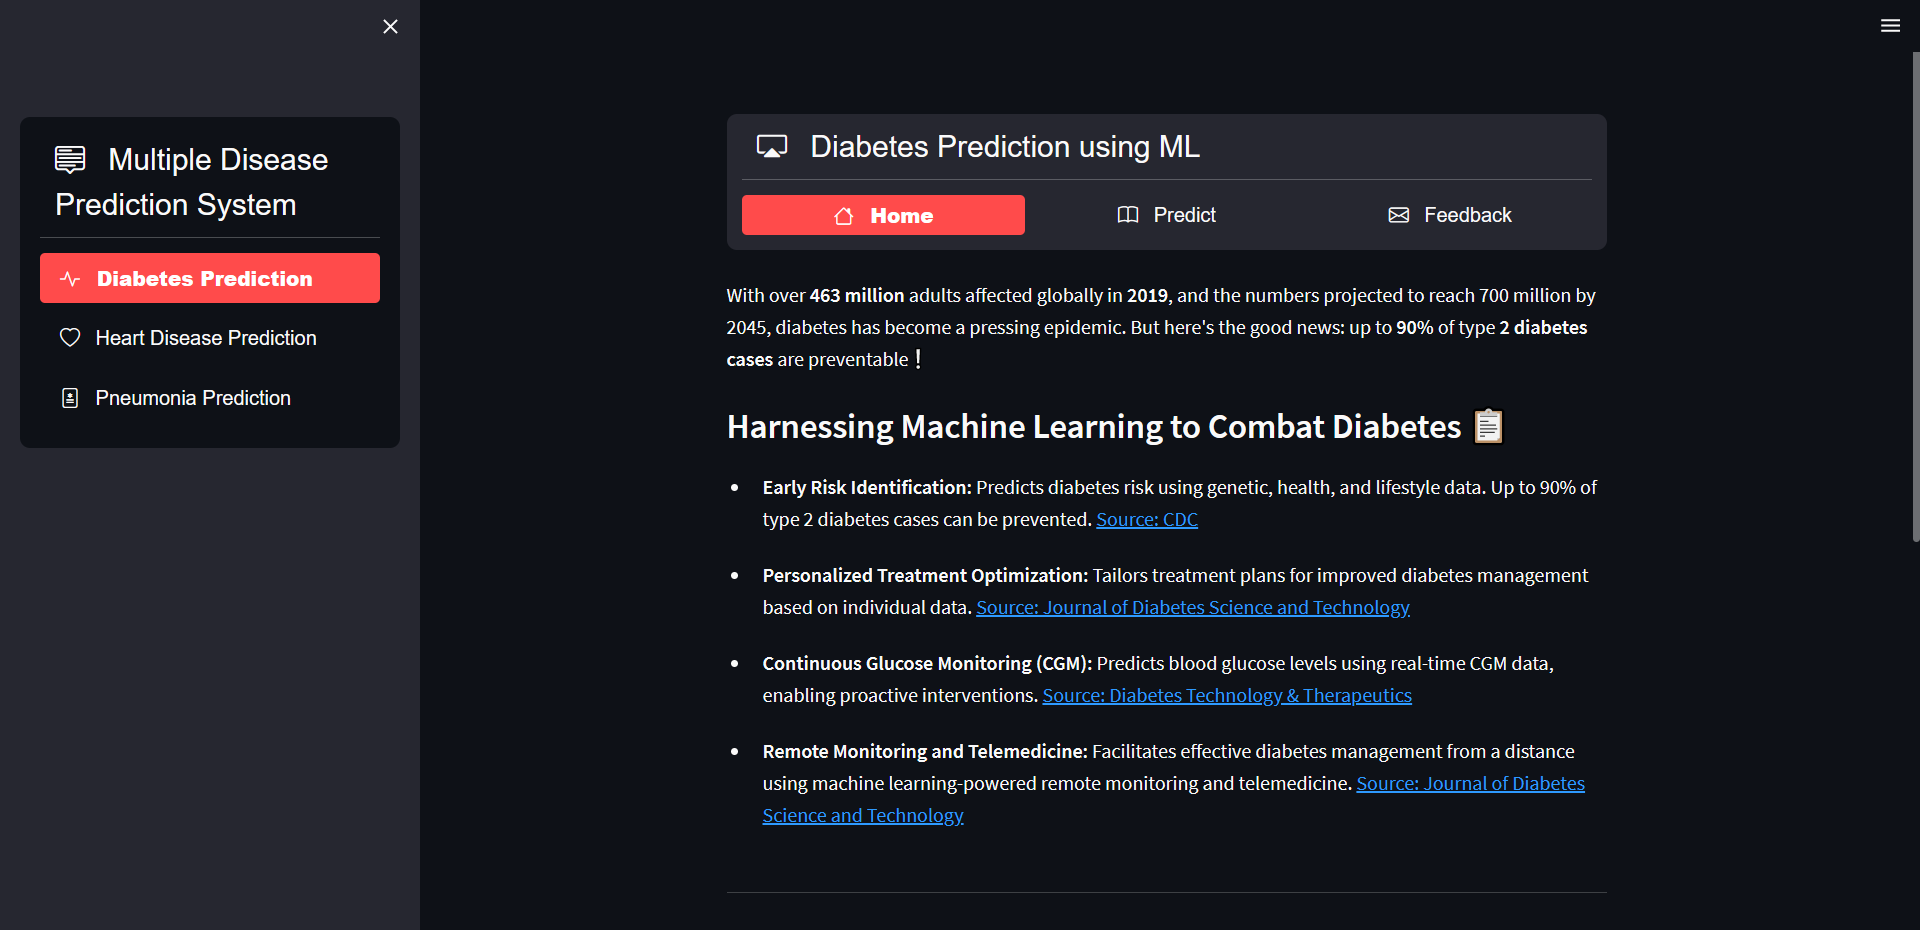 Multiple Disease
Prediction System
Diabetes Prediction
Heart Disease Prediction
Pneumonia Prediction
Diabetes Prediction using ML
Home
Predict
Feedback
With over 463 million adults affected globally in 2019, and the numbers projected to reach 700 million by
2045, diabetes has become a pressing epidemic. But here's the good news: up to 90% of type 2 diabetes
cases are preventable❕
Harnessing Machine Learning to Combat Diabetes 📋
• Early Risk Identification: Predicts diabetes risk using genetic, health, and lifestyle data. Up to 90% of
type 2 diabetes cases can be prevented. Source: CDC
• Personalized Treatment Optimization: Tailors treatment plans for improved diabetes management
based on individual data. Source: Journal of Diabetes Science and Technology
• Continuous Glucose Monitoring (CGM): Predicts blood glucose levels using real-time CGM data,
enabling proactive interventions. Source: Diabetes Technology & Therapeutics
• Remote Monitoring and Telemedicine: Facilitates effective diabetes management from a distance
using machine learning-powered remote monitoring and telemedicine. Source: Journal of Diabetes
Science and Technology